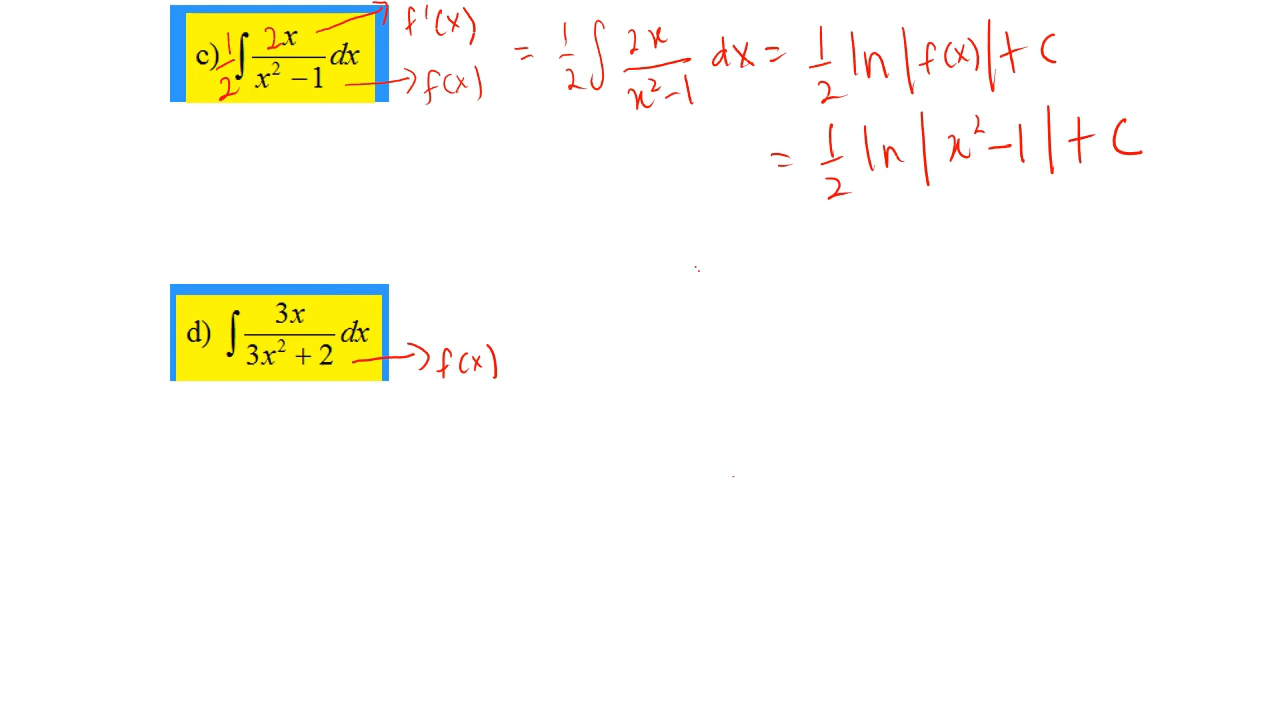 c) 1/2 ∫ 2x/(x² − 1) dx → f'(x) → f(x) = 1/2 ∫ 2x/(x² − 1) dx = 1/2 ln |f(x)| + C
= 1/2 ln |x² − 1| + C
d) ∫ 3x/(3x² + 2) dx → f(x)